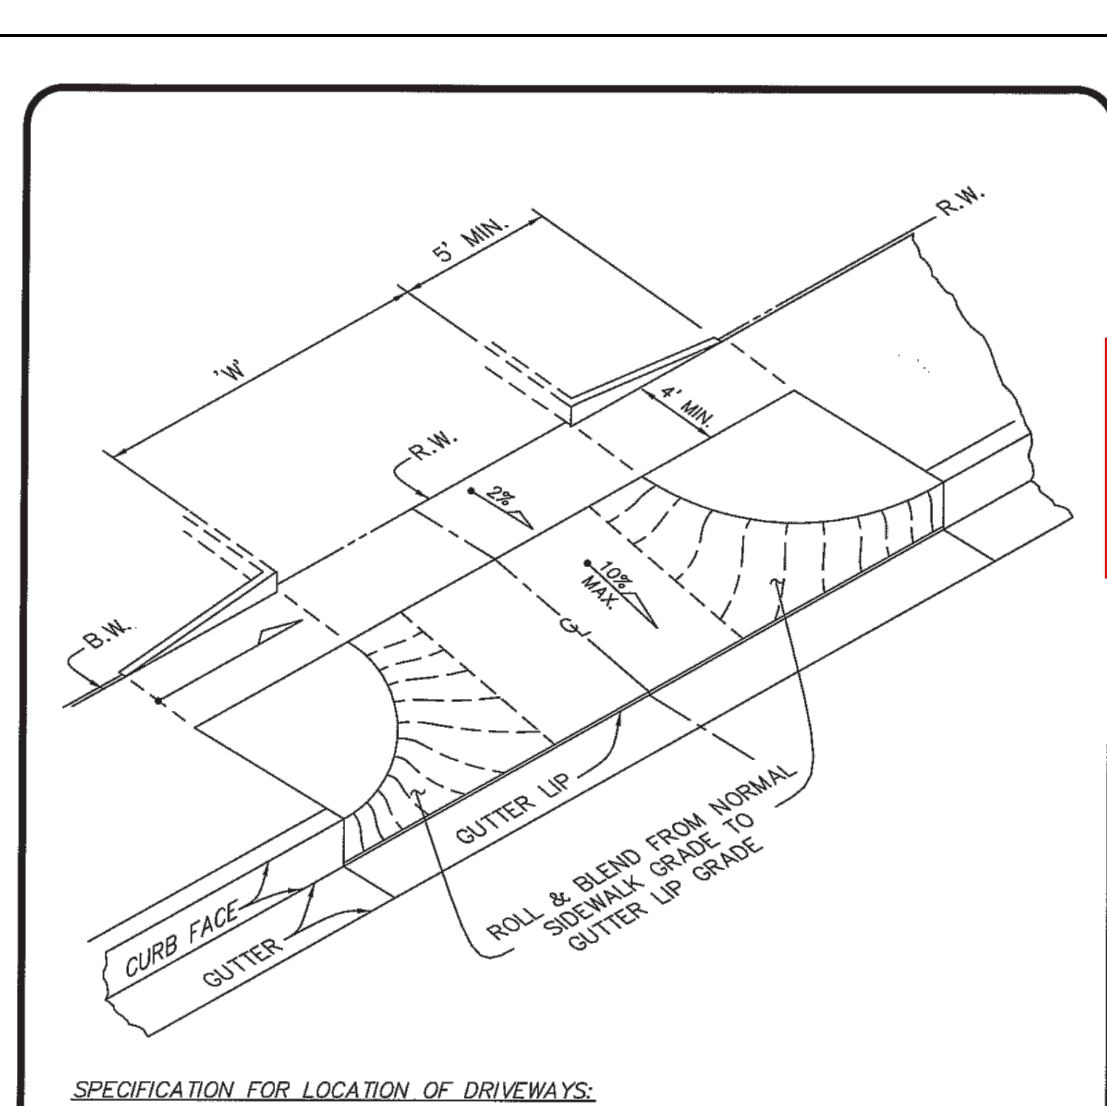 R.W.
5' MIN.
'W'
4' MIN.
R.W.
2%
10%
MAX.
B.W.
GUTTER LIP
ROLL & BLEND FROM NORMAL
SIDEWALK GRADE TO
GUTTER LIP GRADE
CURB FACE
GUTTER
SPECIFICATION FOR LOCATION OF DRIVEWAYS: